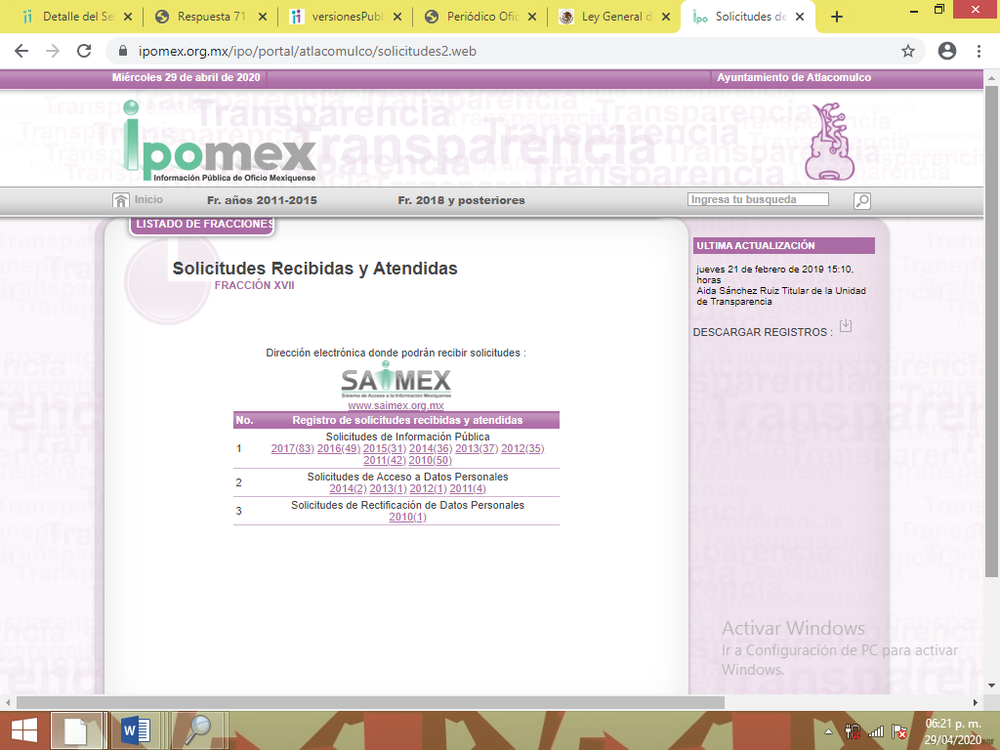 Detalle del Se
Respuesta 71
versionesPubl
Periódico Ofic
Ley General d
Solicitudes de
ipomex.org.mx/ipo/portal/atlacomulco/solicitudes2.web
Miércoles 29 de abril de 2020
Ayuntamiento de Atlacomulco
Transparencia
ipomex
Información Pública de Oficio Mexiquense
Inicio
Fr. años 2011-2015
Fr. 2018 y posteriores
Ingresa tu busqueda
LISTADO DE FRACCIONES
Solicitudes Recibidas y Atendidas
FRACCIÓN XVII
ULTIMA ACTUALIZACIÓN
jueves 21 de febrero de 2019 15:10,
horas
Aida Sánchez Ruiz Titular de la Unidad
de Transparencia
DESCARGAR REGISTROS :
Dirección electrónica donde podrán recibir solicitudes :
SAIMEX
Sistema de Acceso a la Información Mexiquense
www.saimex.org.mx
No. Registro de solicitudes recibidas y atendidas
Solicitudes de Información Pública
1 2017(83) 2016(49) 2015(31) 2014(36) 2013(37) 2012(35)
2011(42) 2010(50)
Solicitudes de Acceso a Datos Personales
2 2014(2) 2013(1) 2012(1) 2011(4)
Solicitudes de Rectificación de Datos Personales
3 2010(1)
Activar Windows
Ir a Configuración de PC para activar
Windows.
06:21 p. m.
29/04/2020